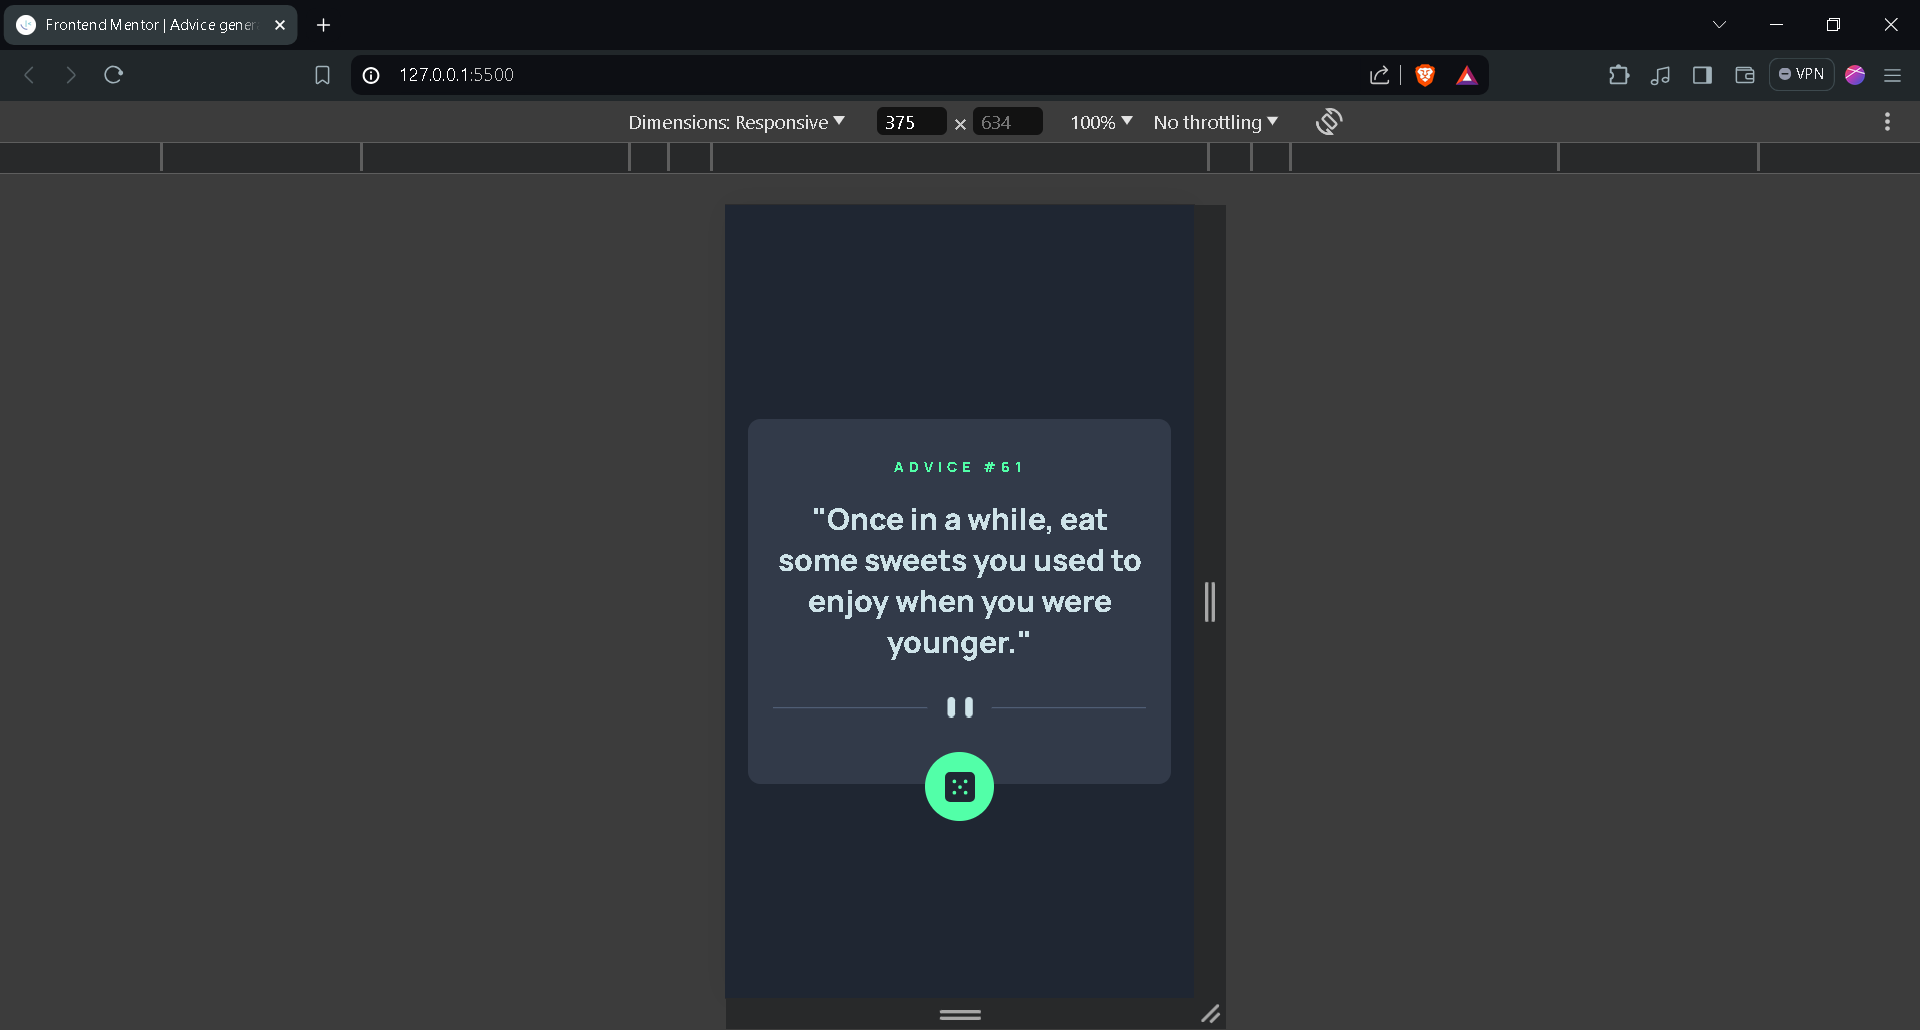 Frontend Mentor | Advice gener
127.0.0.1:5500
VPN
Dimensions: Responsive 375 × 634 100% No throttling
ADVICE #61
"Once in a while, eat
some sweets you used to
enjoy when you were
younger."